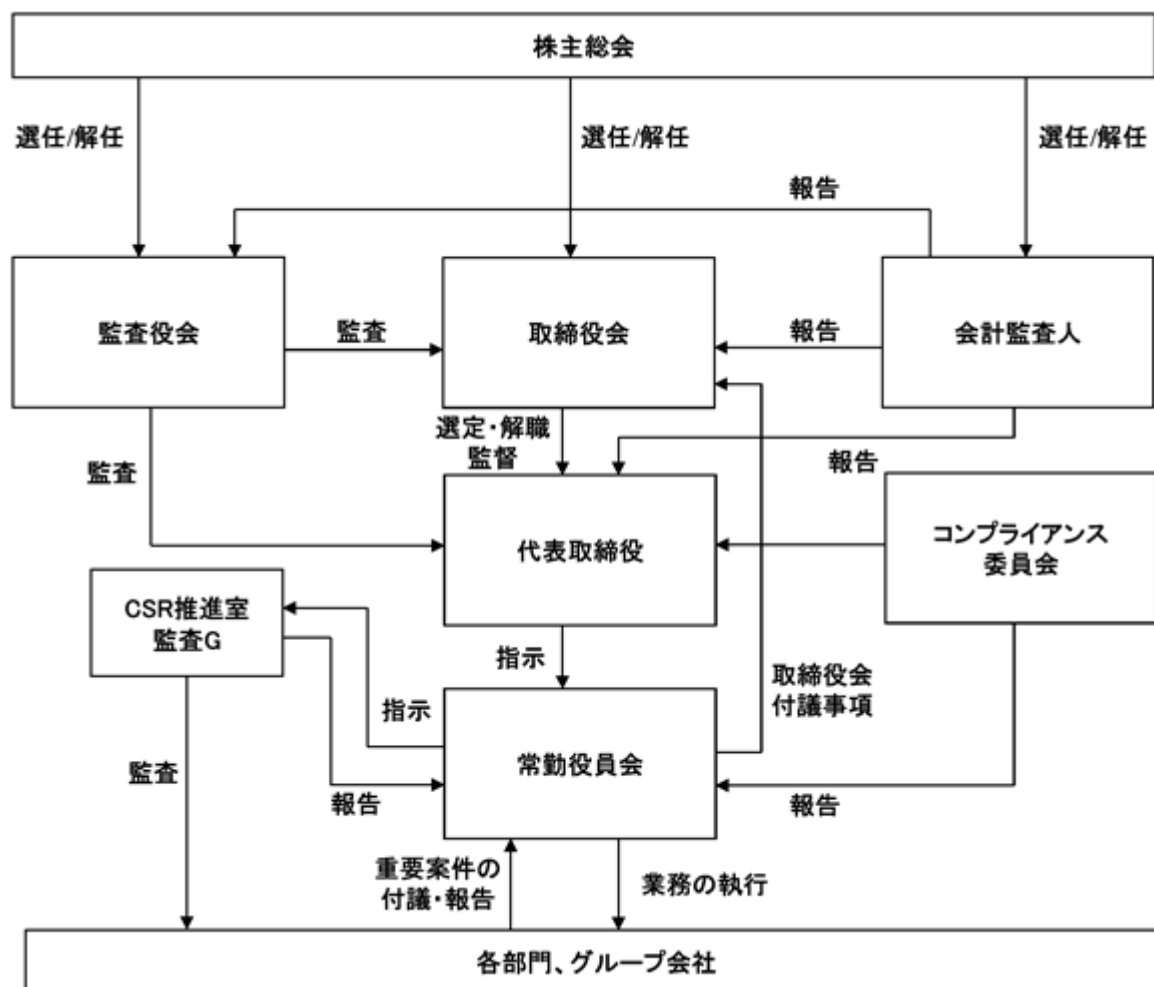 株主総会
選任/解任
選任/解任
選任/解任
報告
監査役会
監査
取締役会
報告
会計監査人
選定・解職
監督
報告
監査
代表取締役
コンプライアンス
委員会
CSR推進室
監査G
指示
取締役会
付議事項
指示
常勤役員会
監査
報告
報告
重要案件の
付議・報告
業務の執行
各部門、グループ会社